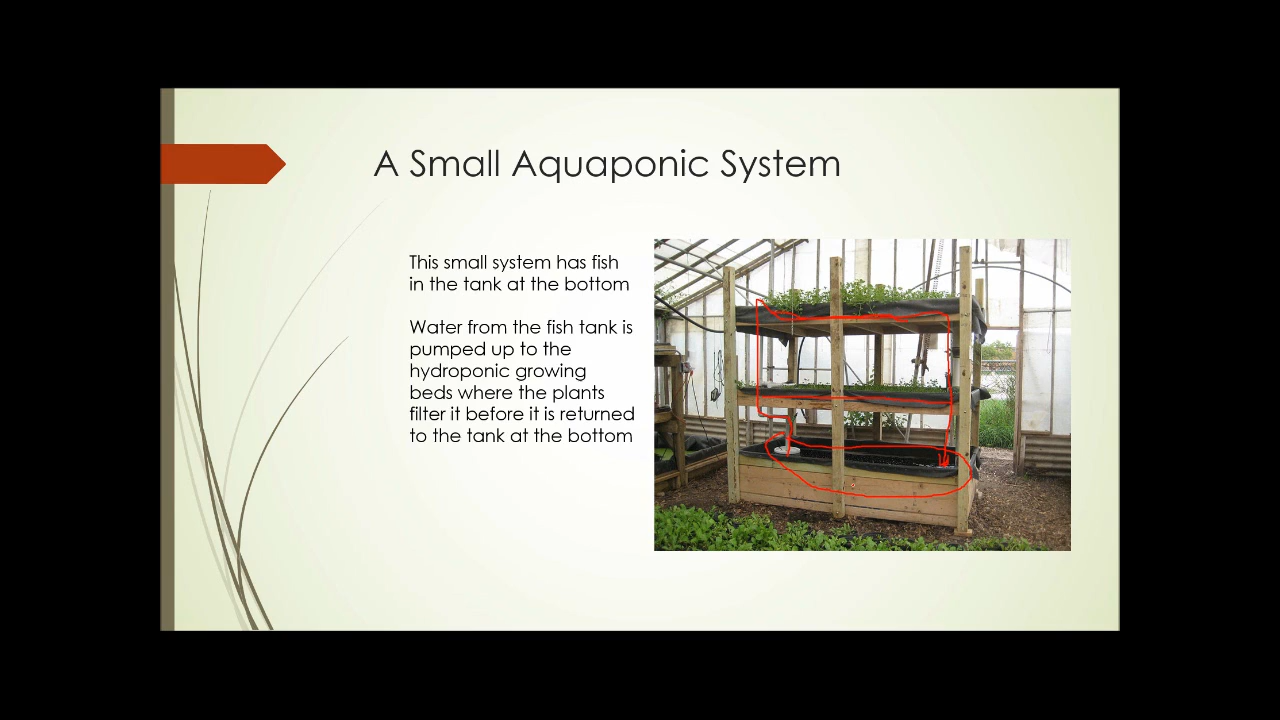 A Small Aquaponic System
This small system has fish
in the tank at the bottom
Water from the fish tank is
pumped up to the
hydroponic growing
beds where the plants
filter it before it is returned
to the tank at the bottom